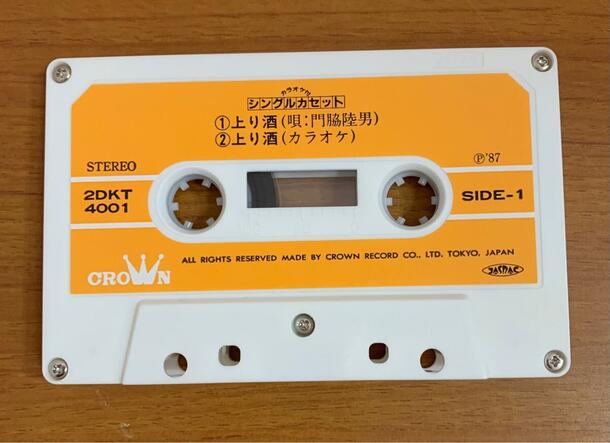 カラオケ付
シングルカセット
①上り酒(唄:門脇陸男)
②上り酒(カラオケ)
STEREO
Ⓟ'87
2DKT
4001
SIDE-1
CROWN
ALL RIGHTS RESERVED MADE BY CROWN RECORD CO., LTD. TOKYO, JAPAN
JASRAC